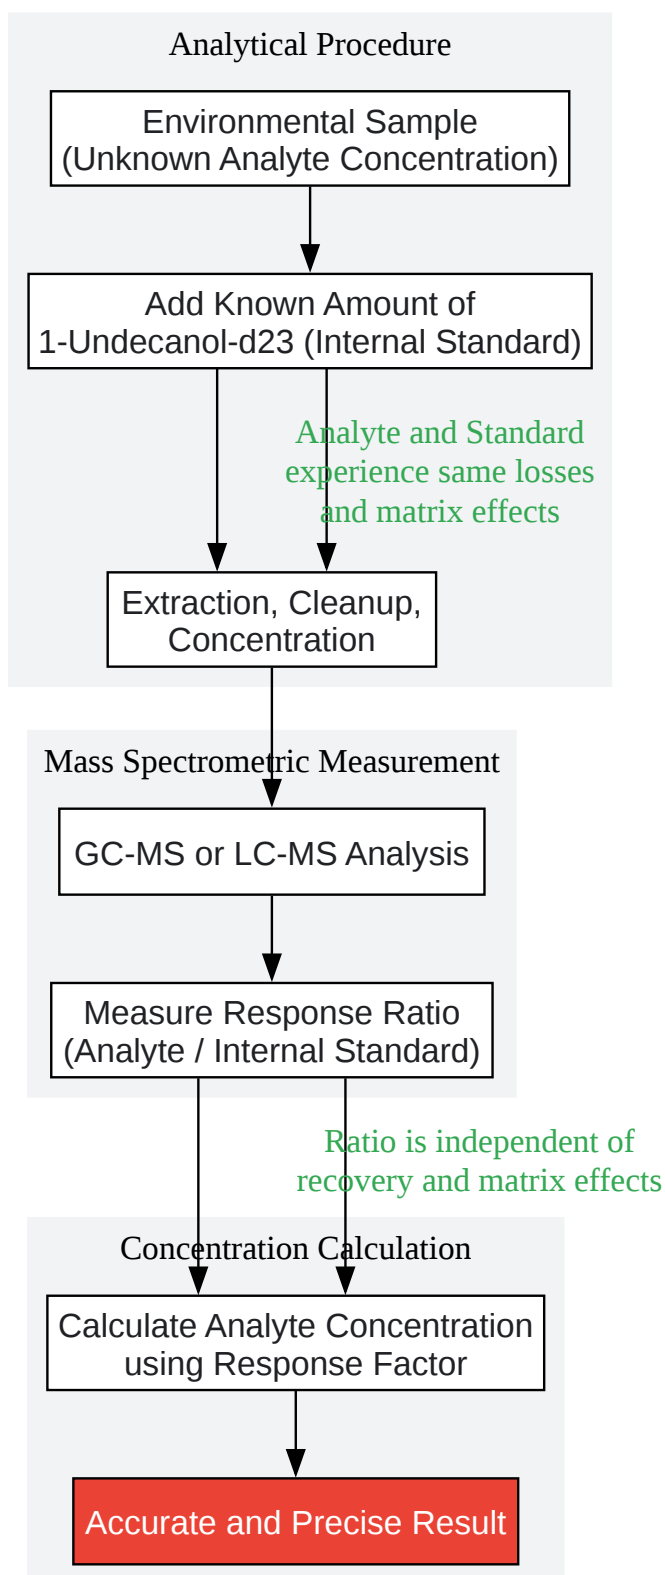 Analytical Procedure
Environmental Sample
(Unknown Analyte Concentration)
Add Known Amount of
1-Undecanol-d23 (Internal Standard)
Analyte and Standard
experience same losses
and matrix effects
Extraction, Cleanup,
Concentration
Mass Spectrometric Measurement
GC-MS or LC-MS Analysis
Measure Response Ratio
(Analyte / Internal Standard)
Ratio is independent of
recovery and matrix effects
Concentration Calculation
Calculate Analyte Concentration
using Response Factor
Accurate and Precise Result